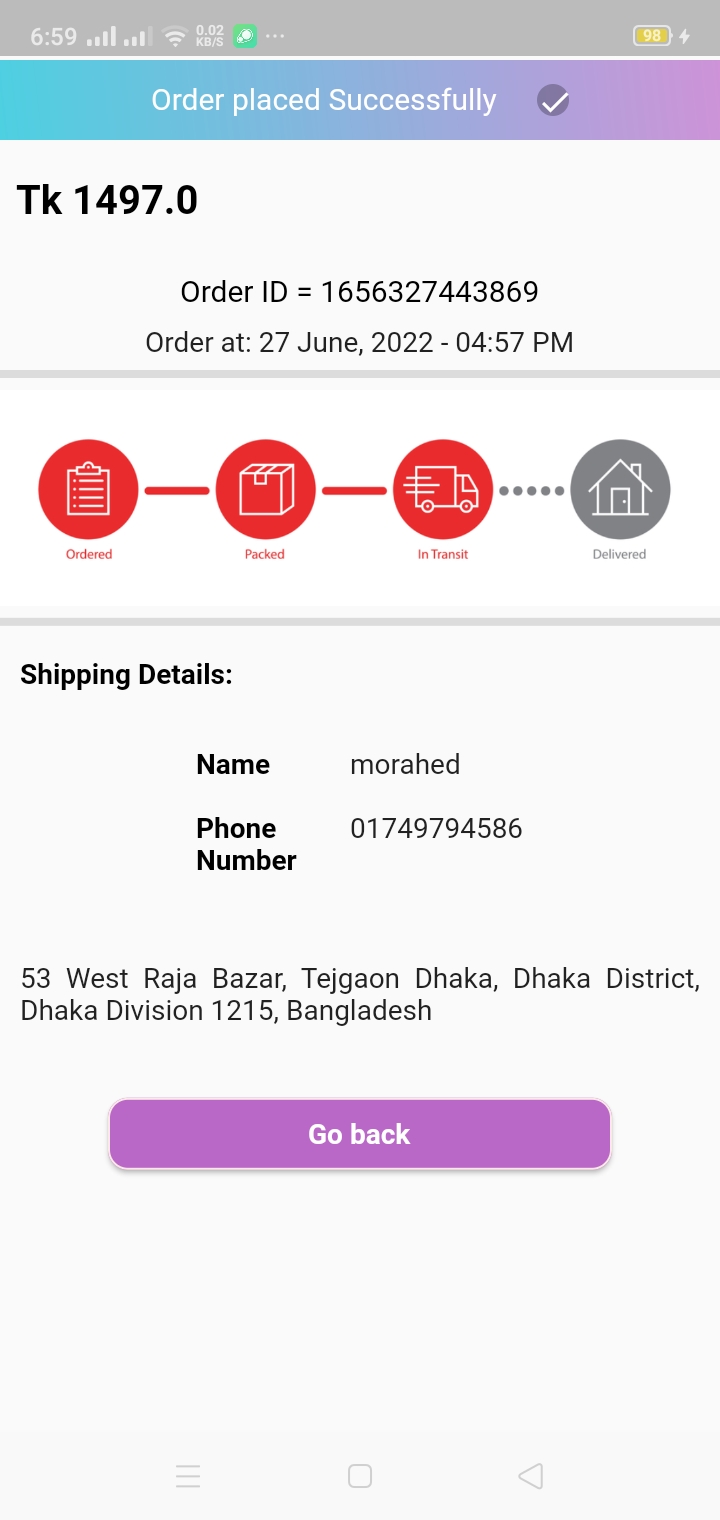 6:59 0.02 KB/S 98
Order placed Successfully
Tk 1497.0
Order ID = 1656327443869
Order at: 27 June, 2022 - 04:57 PM
Ordered Packed In Transit Delivered
Shipping Details:
Name morahed
Phone Number 01749794586
53 West Raja Bazar, Tejgaon Dhaka, Dhaka District,
Dhaka Division 1215, Bangladesh
Go back